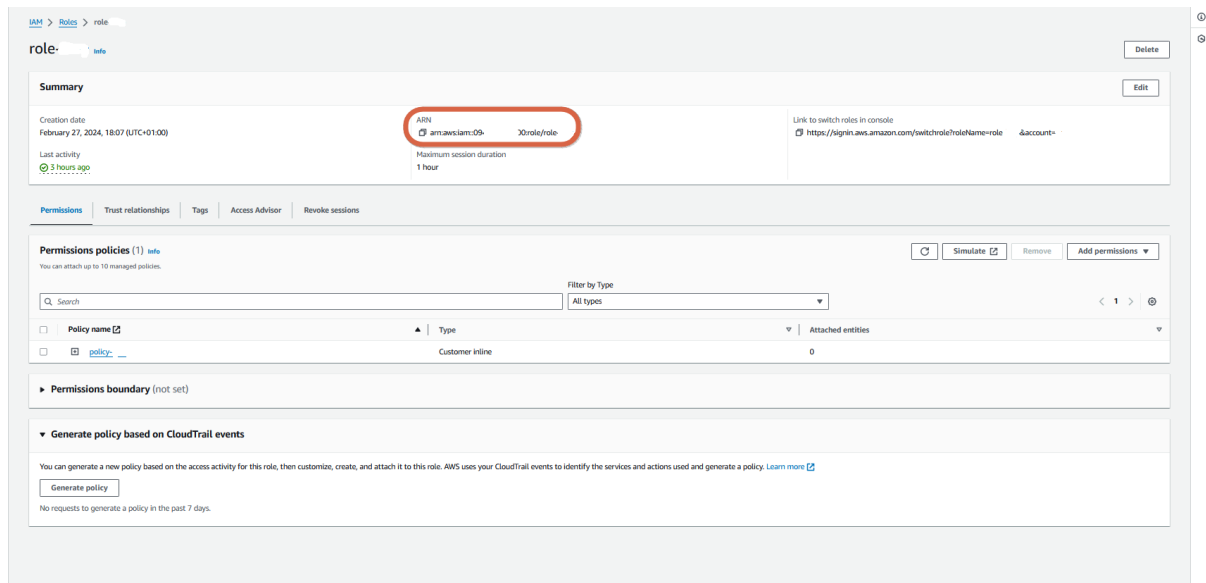 IAM > Roles > role
role- Info
Delete
Summary
Edit
Creation date
February 27, 2024, 18:07 (UTC+01:00)
ARN
arn:aws:iam::09 00:role/role-
Link to switch roles in console
https://signin.aws.amazon.com/switchrole?roleName=role &account=
Last activity
3 hours ago
Maximum session duration
1 hour
Permissions
Trust relationships
Tags
Access Advisor
Revoke sessions
Permissions policies (1) Info
You can attach up to 10 managed policies.
Simulate
Remove
Add permissions
Search
Filter by Type
All types
1
Policy name
Type
Attached entities
policy-
Customer inline
0
Permissions boundary (not set)
Generate policy based on CloudTrail events
You can generate a new policy based on the access activity for this role, then customize, create, and attach it to this role. AWS uses your CloudTrail events to identify the services and actions used and generate a policy. Learn more
Generate policy
No requests to generate a policy in the past 7 days.